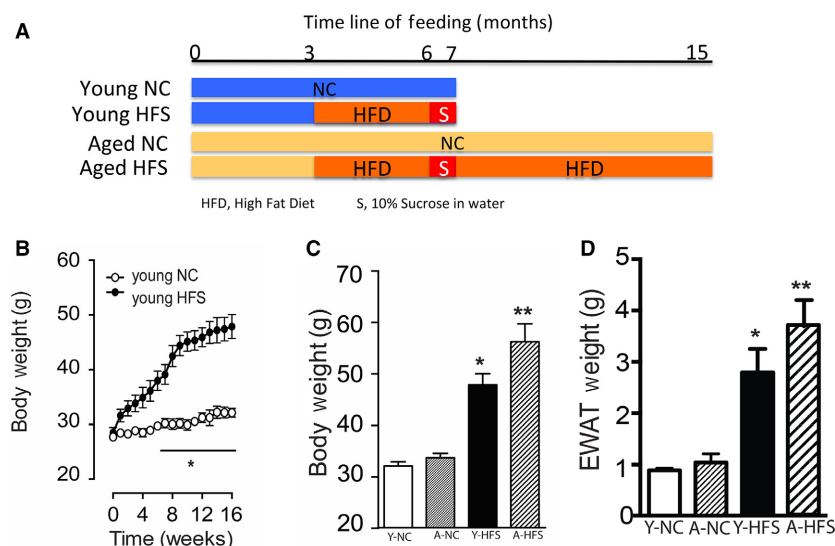 A
Time line of feeding (months)
0 3 6 7 15
Young NC
NC
Young HFS
HFD S
Aged NC
NC
Aged HFS
HFD S HFD
HFD, High Fat Diet S, 10% Sucrose in water
B
60
50
40
30
20
Body weight (g)
young NC
young HFS
*
0 4 8 12 16
Time (weeks)
C
70
60
50
40
30
20
Body weight (g)
*
**
Y-NC A-NC Y-HFS A-HFS
D
5
4
3
2
1
0
EWAT weight (g)
*
**
Y-NC A-NC Y-HFS A-HFS